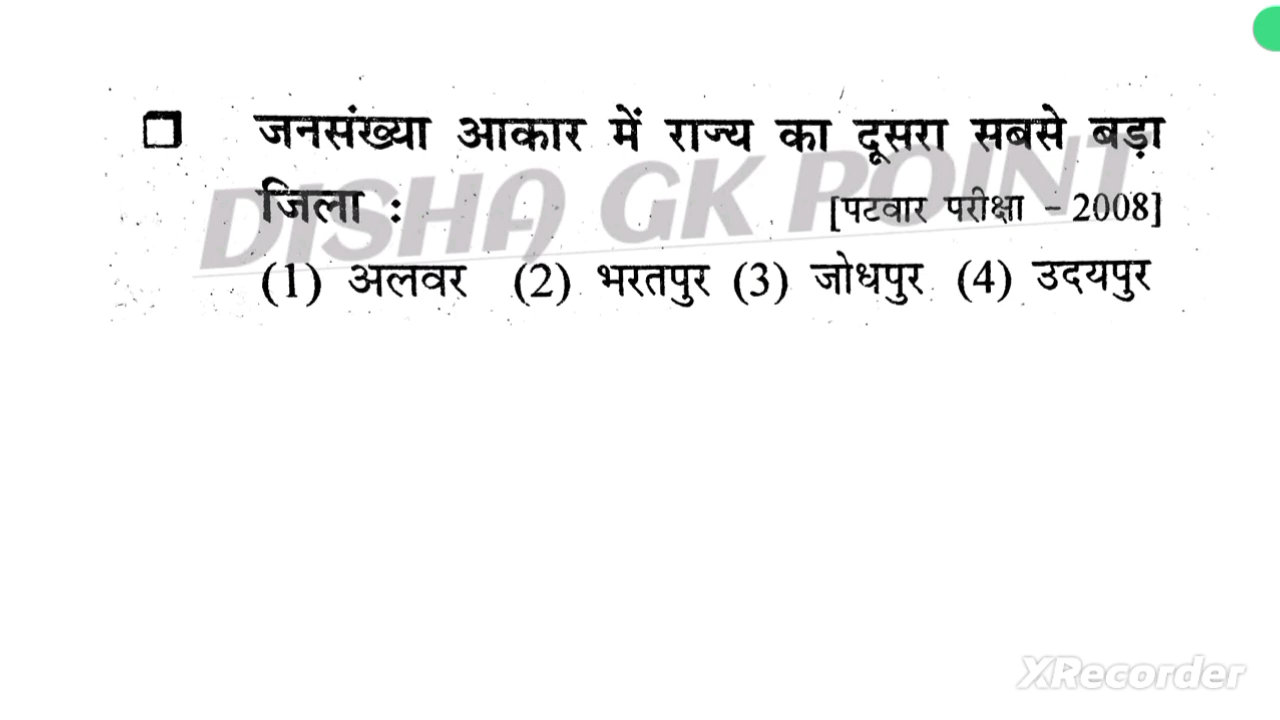 जनसंख्या आकार में राज्य का दूसरा सबसे बड़ा
जिला : [पटवार परीक्षा – 2008]
(1) अलवर (2) भरतपुर (3) जोधपुर (4) उदयपुर
DISHA GK POINT
XRecorder